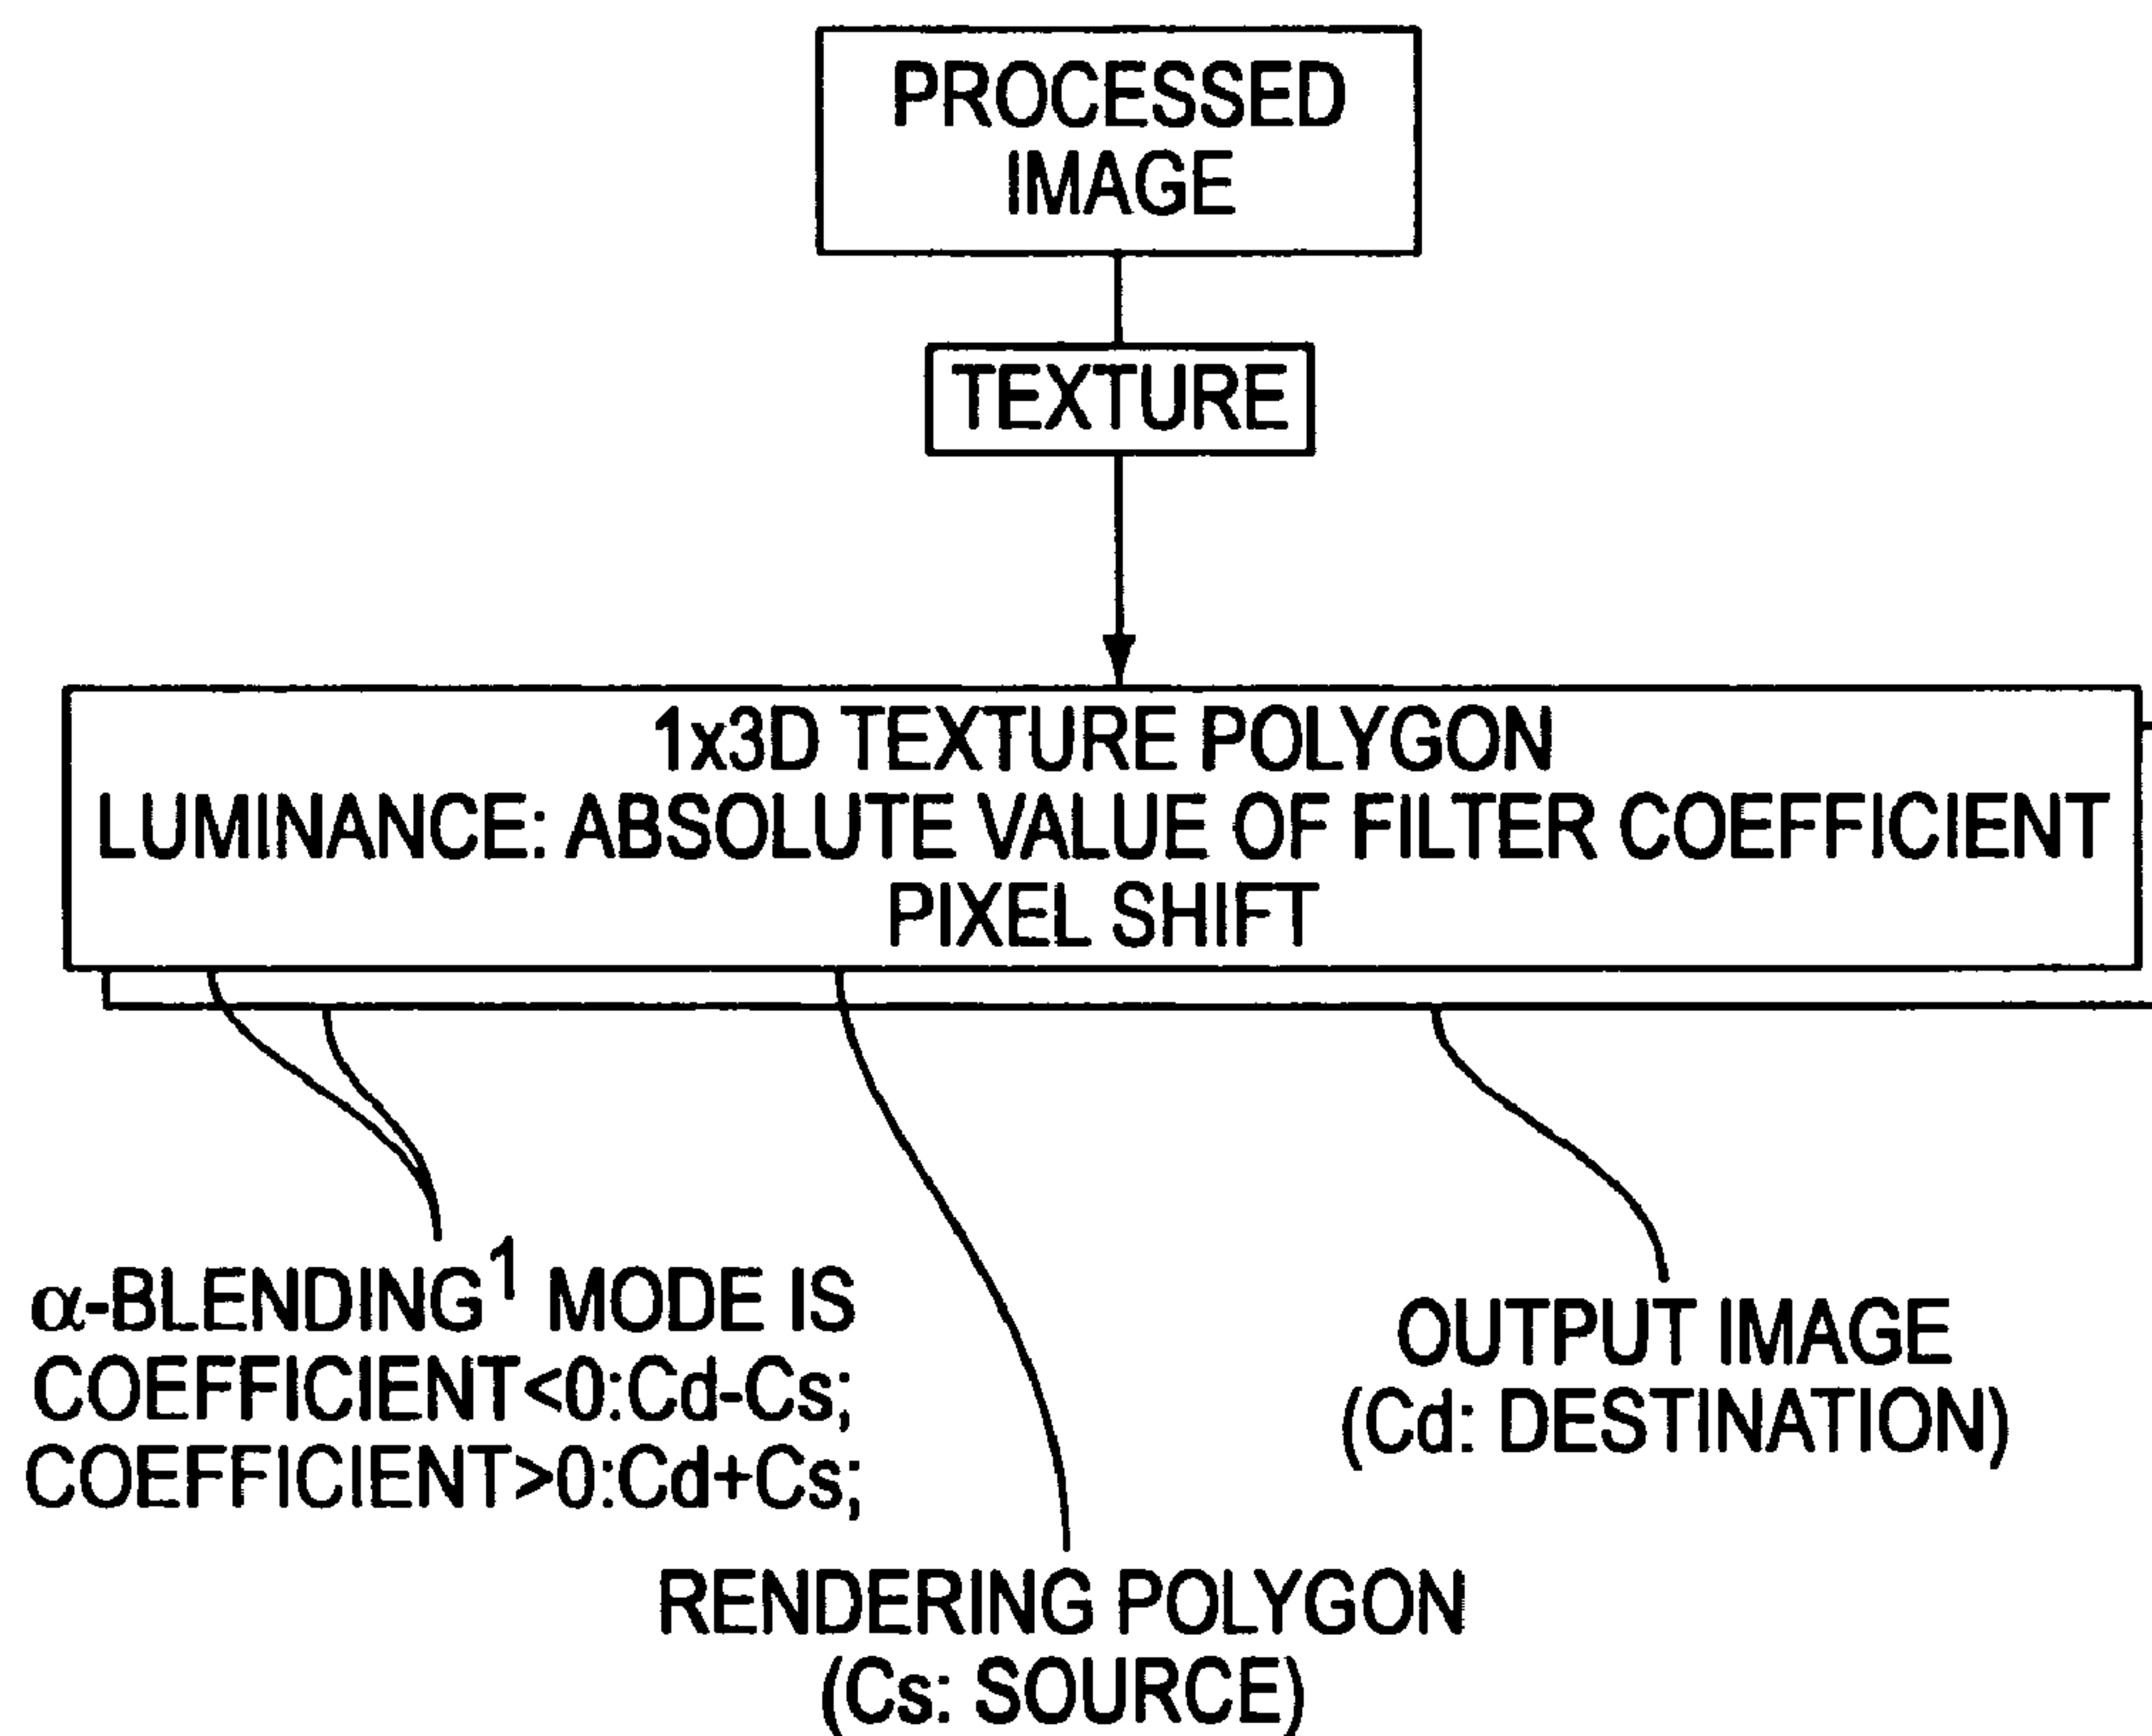 PROCESSED
IMAGE
TEXTURE
1x3D TEXTURE POLYGON
LUMINANCE: ABSOLUTE VALUE OF FILTER COEFFICIENT
PIXEL SHIFT
α-BLENDING¹ MODE IS
COEFFICIENT<0:Cd-Cs;
COEFFICIENT>0:Cd+Cs;
OUTPUT IMAGE
(Cd: DESTINATION)
RENDERING POLYGON
(Cs: SOURCE)